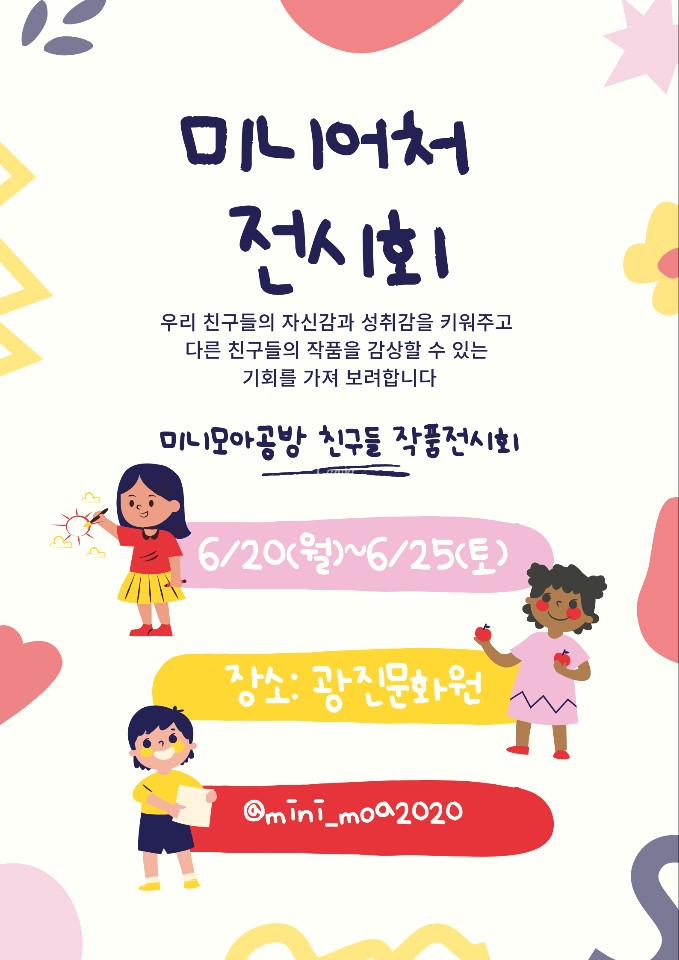 미니어처
전시회
우리 친구들의 자신감과 성취감을 키워주고
다른 친구들의 작품을 감상할 수 있는
기회를 가져 보려합니다
미니모아공방 친구들 작품전시회
6/20(월)~6/25(토)
장소: 광진문화원
@mini_moa2020